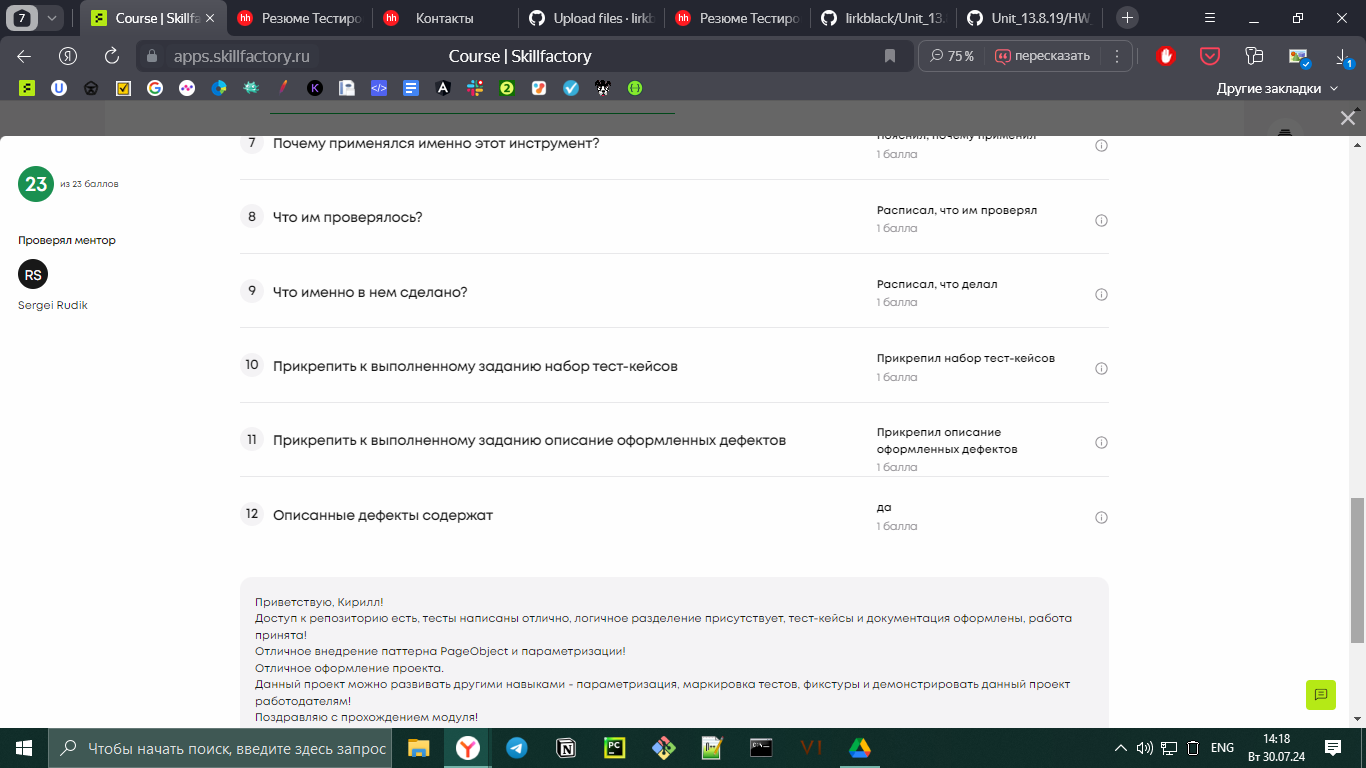 7
Course | Skillfa
Резюме Тестиро
Контакты
Upload files · lirkb
Резюме Тестиро
lirkblack/Unit_13.
Unit_13.8.19/HW_
apps.skillfactory.ru
Course | Skillfactory
75 %
пересказать
1
Другие закладки
23
из 23 баллов
Проверял ментор
RS
Sergei Rudik
7
Почему применялся именно этот инструмент?
Пояснил, почему применил
1 балла
8
Что им проверялось?
Расписал, что им проверял
1 балла
9
Что именно в нем сделано?
Расписал, что делал
1 балла
10
Прикрепить к выполненному заданию набор тест-кейсов
Прикрепил набор тест-кейсов
1 балла
11
Прикрепить к выполненному заданию описание оформленных дефектов
Прикрепил описание
оформленных дефектов
1 балла
12
Описанные дефекты содержат
да
1 балла
Приветствую, Кирилл!
Доступ к репозиторию есть, тесты написаны отлично, логичное разделение присутствует, тест-кейсы и документация оформлены, работа
принята!
Отличное внедрение паттерна PageObject и параметризации!
Отличное оформление проекта.
Данный проект можно развивать другими навыками - параметризация, маркировка тестов, фикстуры и демонстрировать данный проект
работодателям!
Поздравляю с прохождением модуля!
Чтобы начать поиск, введите здесь запрос
ENG
14:18
Вт 30.07.24